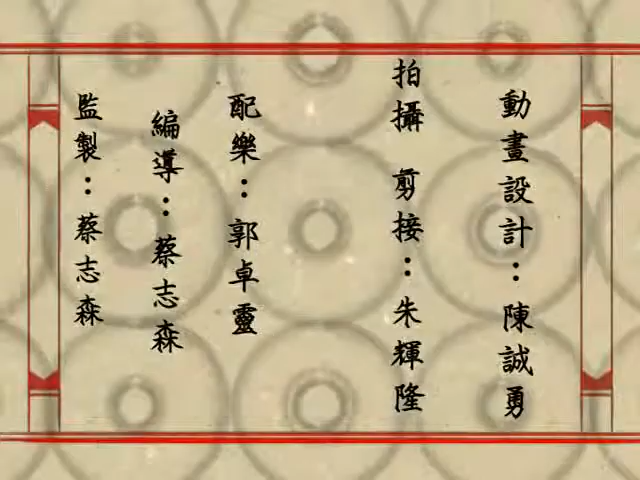 動畫設計：陳誠勇
拍攝 剪接：朱輝隆
配樂：郭卓靈
編導：蔡志森
監製：蔡志森